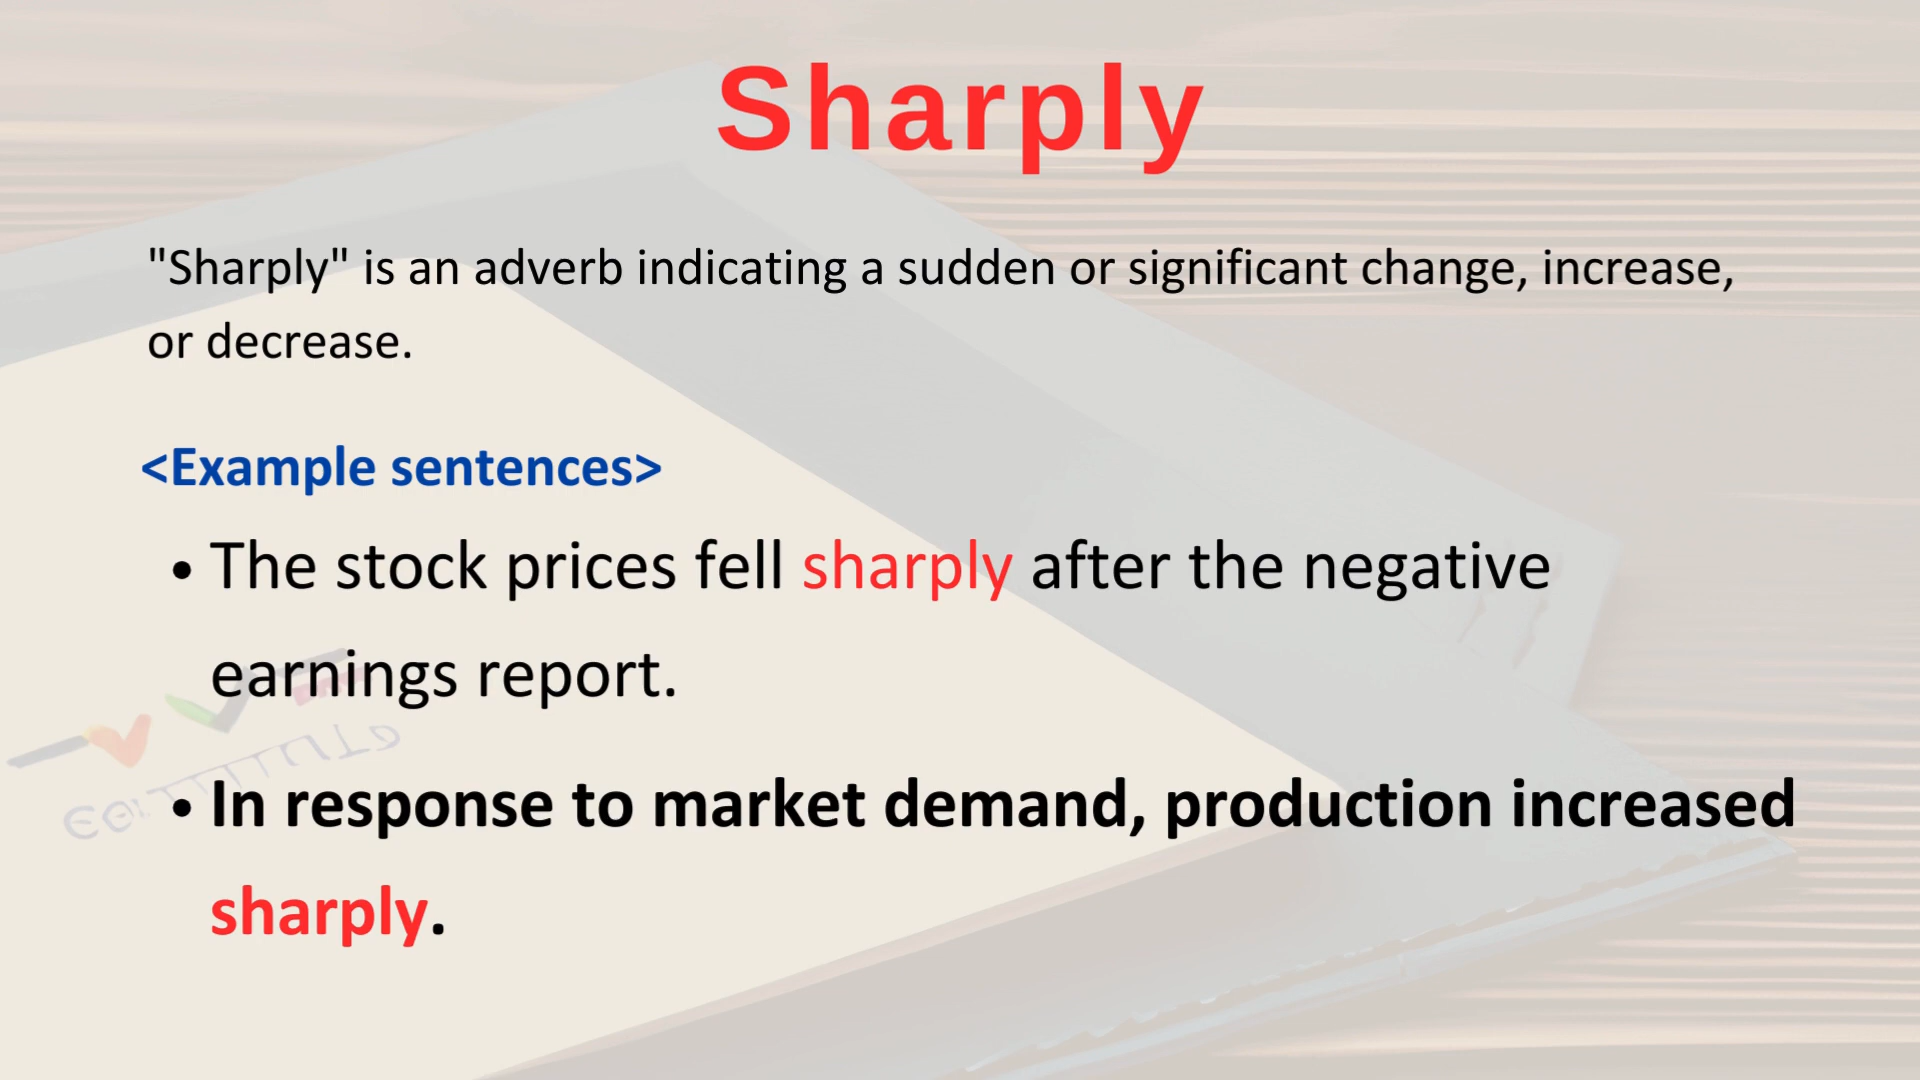 Sharply
"Sharply" is an adverb indicating a sudden or significant change, increase,
or decrease.
<Example sentences>
• The stock prices fell sharply after the negative
earnings report.
• In response to market demand, production increased
sharply.